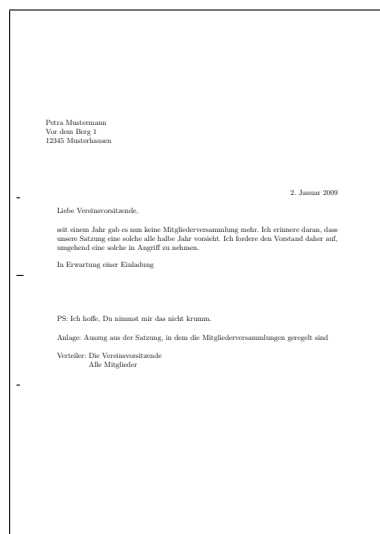 Petra Mustermann
Vor dem Berg 1
12345 Musterhausen
2. Januar 2009
Liebe Vereinsvorsitzende,
seit einem Jahr gab es nun keine Mitgliederversammlung mehr. Ich erinnere daran, dass
unsere Satzung eine solche alle halbe Jahr vorsieht. Ich fordere den Vorstand daher auf,
umgehend eine solche in Angriff zu nehmen.
In Erwartung einer Einladung
PS: Ich hoffe, Du nimmst mir das nicht krumm.
Anlage: Auszug aus der Satzung, in dem die Mitgliederversammlungen geregelt sind
Verteiler: Die Vereinsvorsitzende
Alle Mitglieder